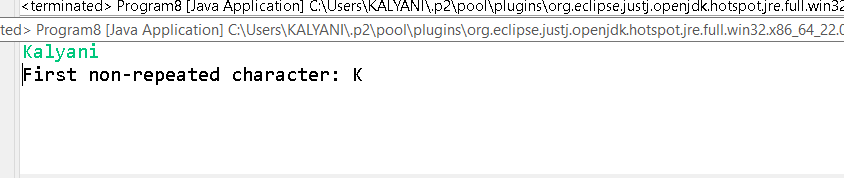 <terminated> Program8 [Java Application] C:\Users\KALYANI\.p2\pool\plugins\org.eclipse.justj.openjdk.hotspot.jre.full.win32
ted> Program8 [Java Application] C:\Users\KALYANI\.p2\pool\plugins\org.eclipse.justj.openjdk.hotspot.jre.full.win32.x86_64_22.0
Kalyani
First non-repeated character: K